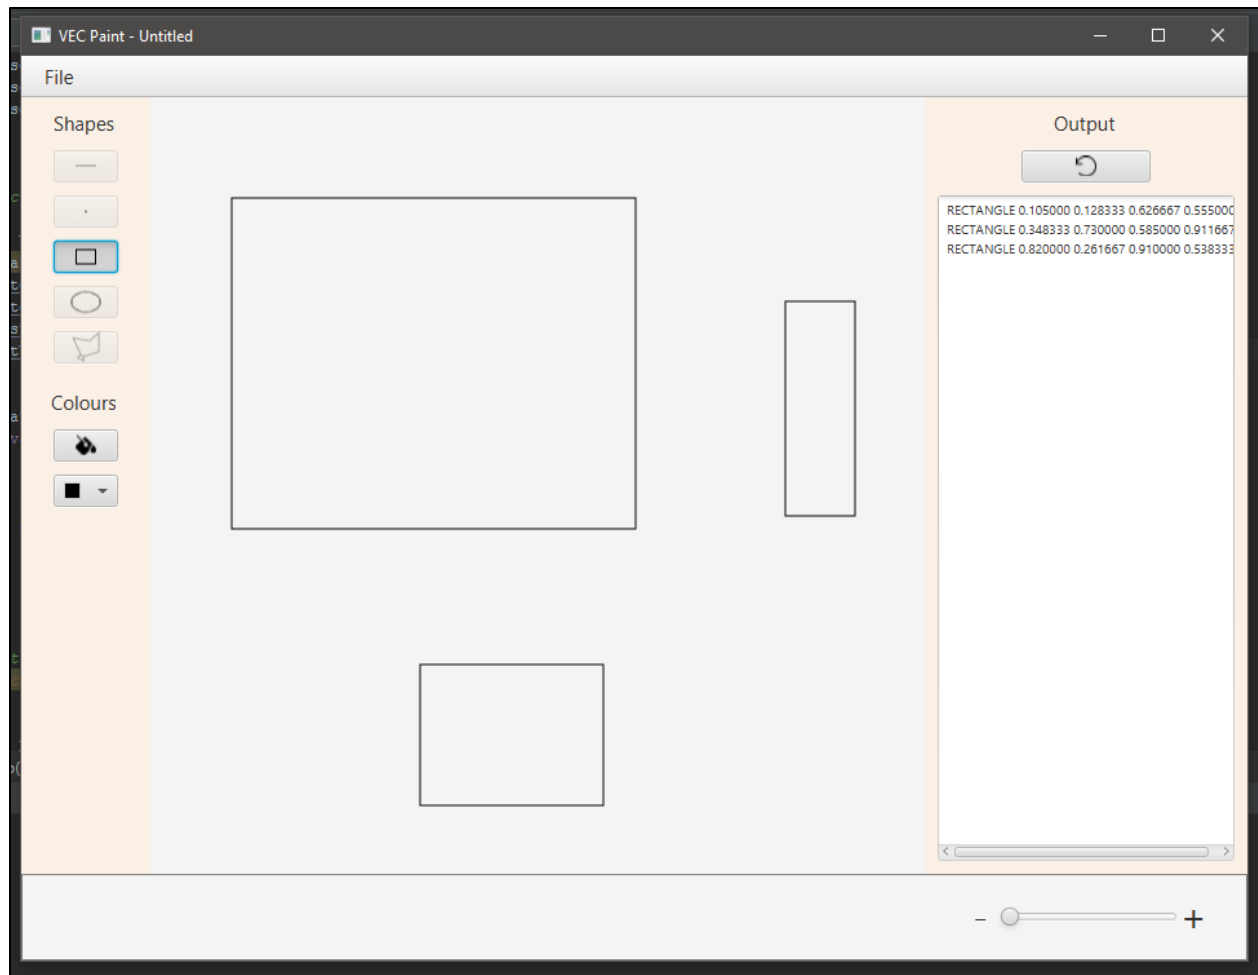 VEC Paint - Untitled
File
Shapes
Colours
Output
RECTANGLE 0.105000 0.128333 0.626667 0.555000
RECTANGLE 0.348333 0.730000 0.585000 0.911667
RECTANGLE 0.820000 0.261667 0.910000 0.538333
- +